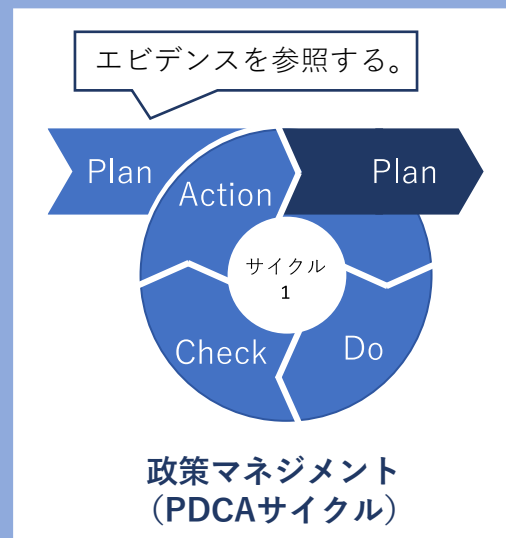 エビデンスを参照する。
Plan
Plan
Action
サイクル
1
Check
Do
政策マネジメント
（PDCAサイクル）